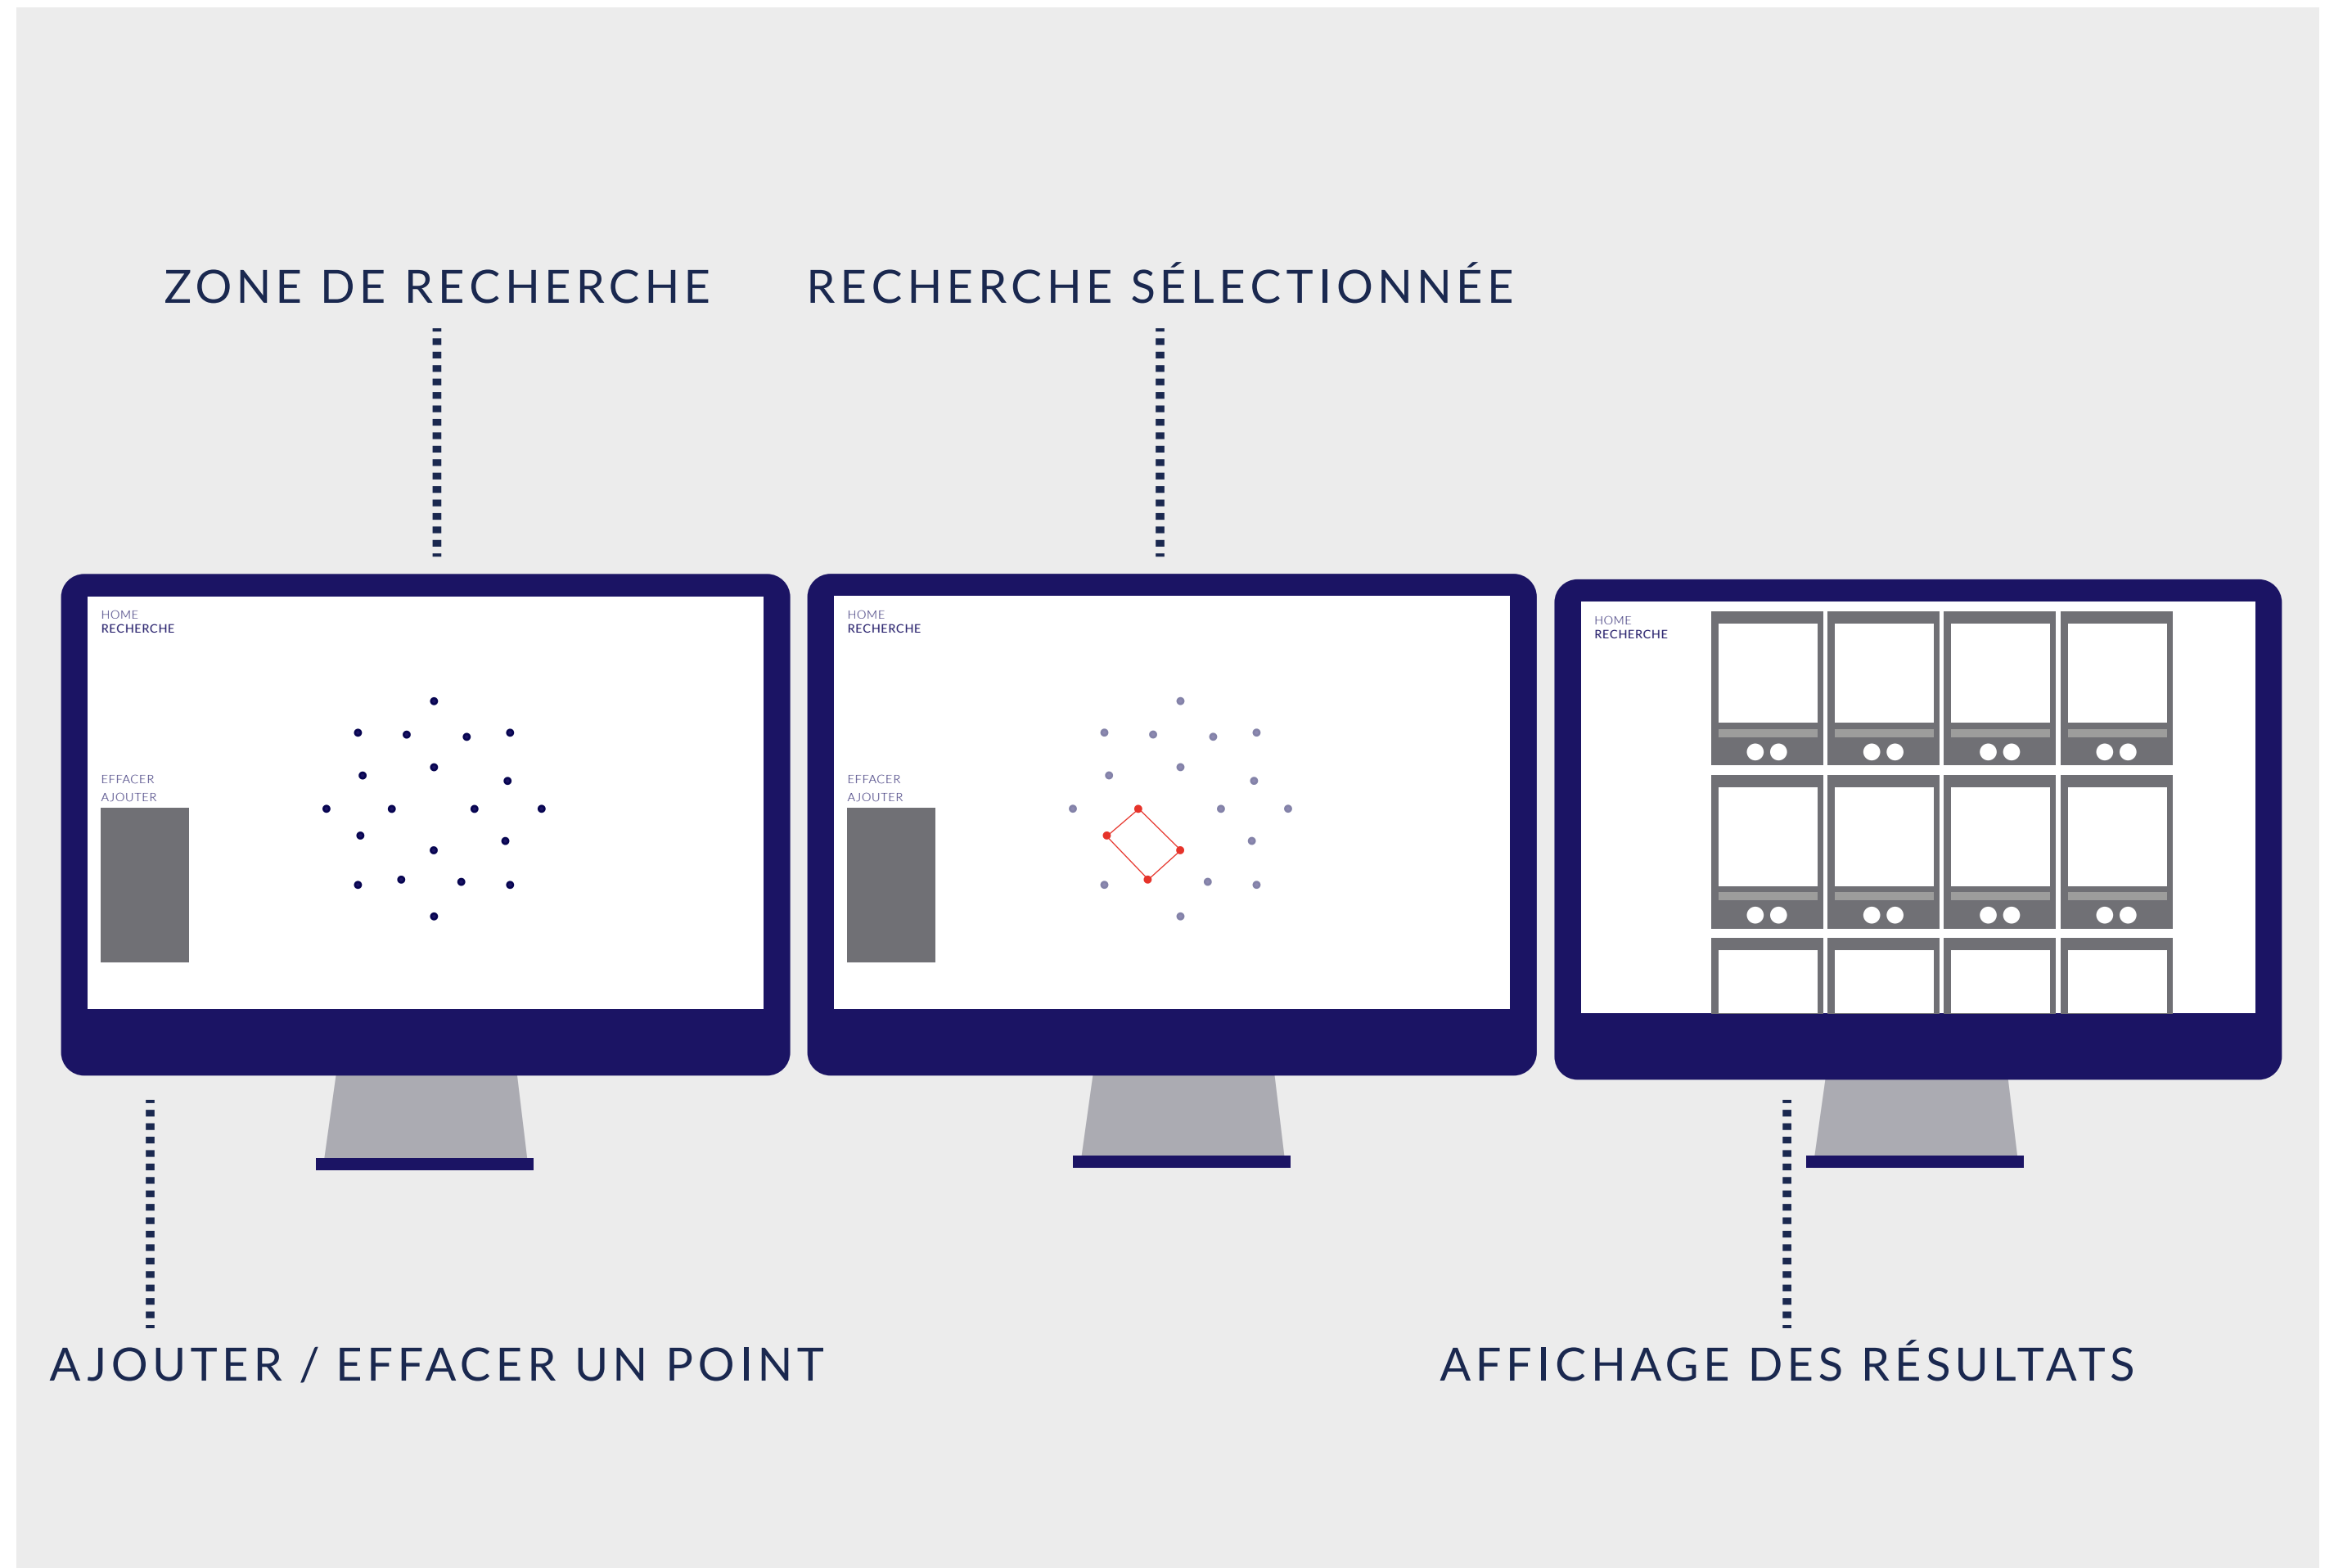 ZONE DE RECHERCHE
RECHERCHE SÉLECTIONNÉE
HOME
RECHERCHE
EFFACER
AJOUTER
HOME
RECHERCHE
EFFACER
AJOUTER
HOME
RECHERCHE
AJOUTER / EFFACER UN POINT
AFFICHAGE DES RÉSULTATS